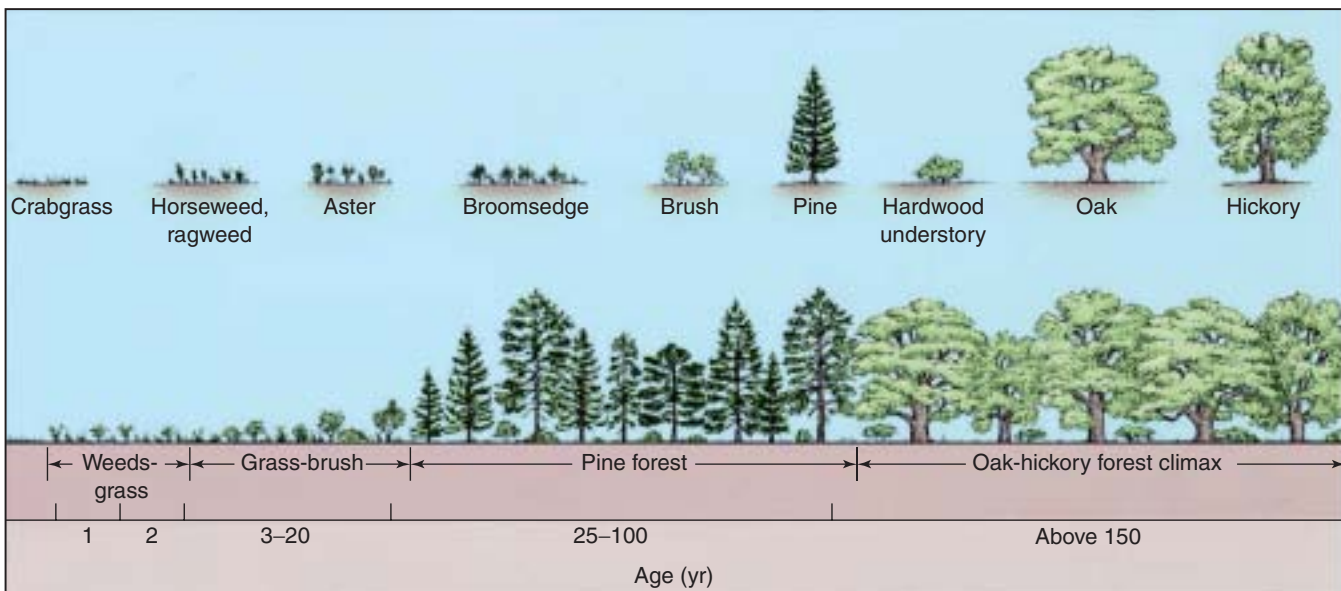 Crabgrass
Horseweed,
ragweed
Aster
Broomsedge
Brush
Pine
Hardwood
understory
Oak
Hickory
Weeds-
grass
Grass-brush
Pine forest
Oak-hickory forest climax
1
2
3–20
25–100
Above 150
Age (yr)